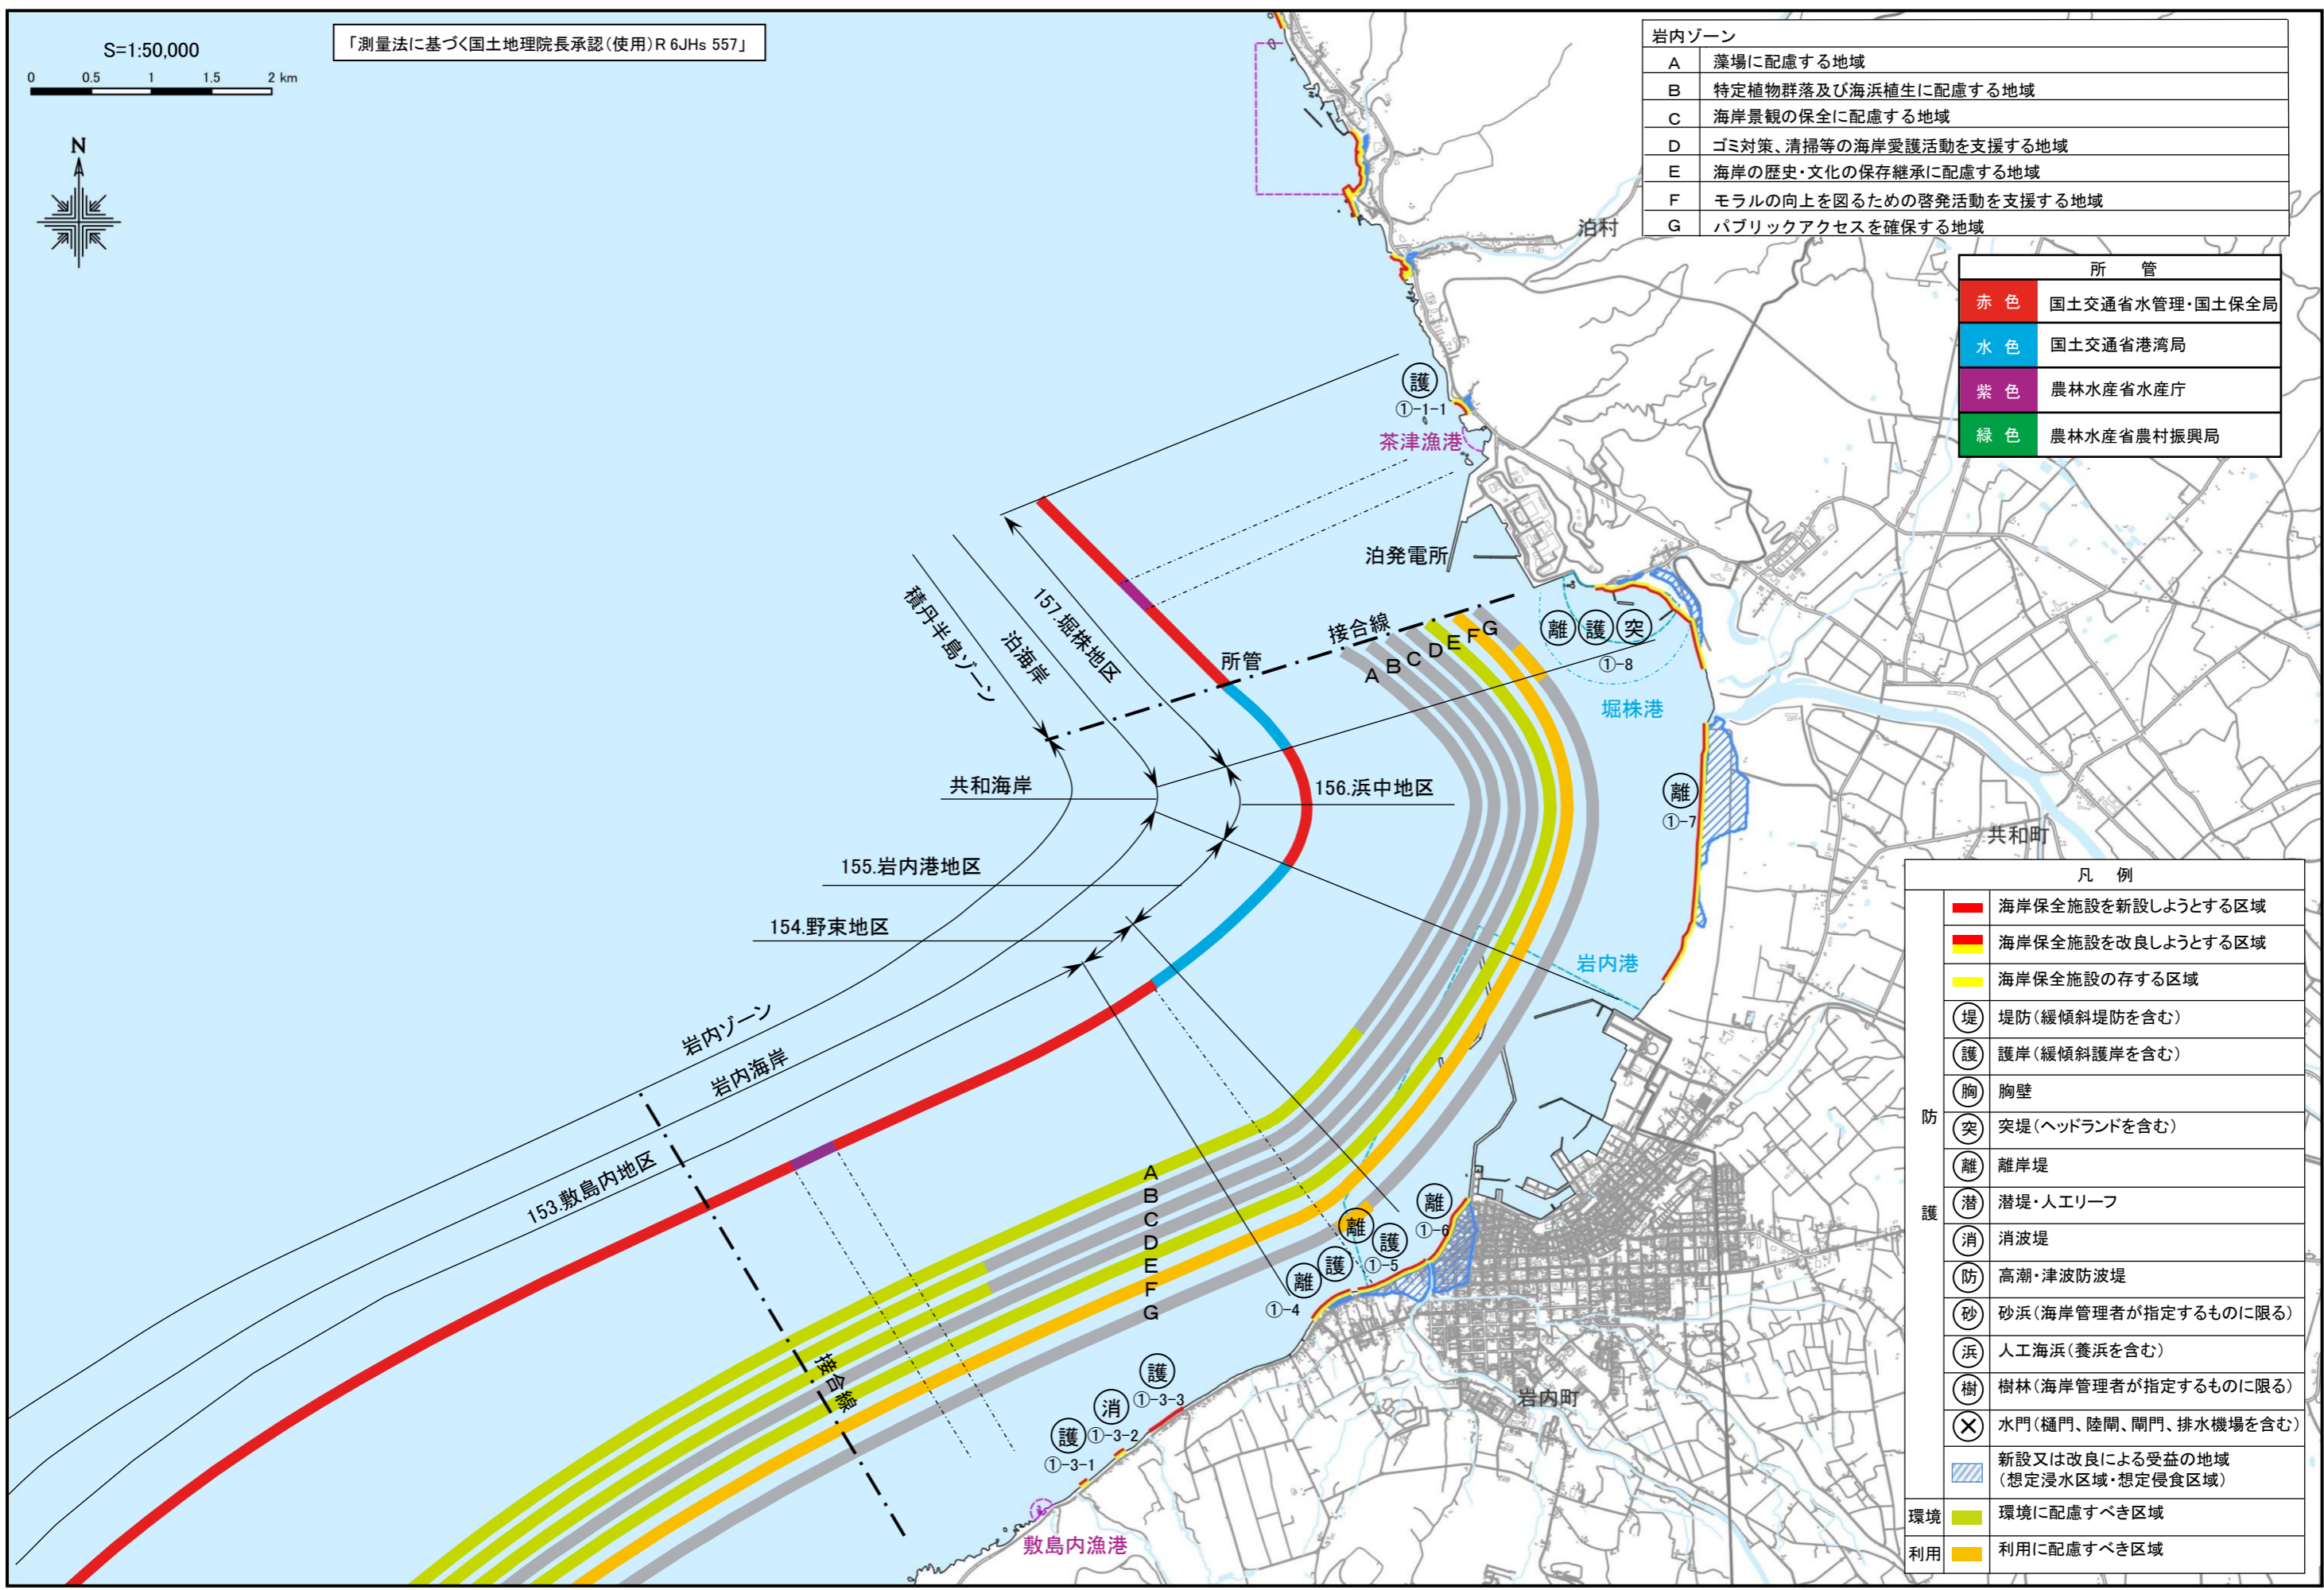 S=1:50,000
0 0.5 1 1.5 2 km
「測量法に基づく国土地理院長承認(使用)R 6JHs 557」
N
岩内ゾーン
A 藻場に配慮する地域
B 特定植物群落及び海浜植生に配慮する地域
C 海岸景観の保全に配慮する地域
D ゴミ対策、清掃等の海岸愛護活動を支援する地域
E 海岸の歴史・文化の保存継承に配慮する地域
F モラルの向上を図るための啓発活動を支援する地域
G パブリックアクセスを確保する地域
泊村
所 管
赤 色 国土交通省水管理・国土保全局
水 色 国土交通省港湾局
紫 色 農林水産省水産庁
緑 色 農林水産省農村振興局
護
①-1-1
茶津漁港
泊発電所
積丹半島ゾーン
泊海岸
157.堀株地区
所管
接合線
A B C D E F G
離 護 突
①-8
堀株港
共和海岸
156.浜中地区
離
①-7
共和町
155.岩内港地区
154.野束地区
岩内港
岩内ゾーン
岩内海岸
153.敷島内地区
A
B
C
D
E
F
G
離
①-6
離 護
①-5
離 護
①-4
接合線
護
①-3-3
消
①-3-2
護
①-3-1
岩内町
敷島内漁港
凡 例
防護
海岸保全施設を新設しようとする区域
海岸保全施設を改良しようとする区域
海岸保全施設の存する区域
堤 堤防(緩傾斜堤防を含む)
護 護岸(緩傾斜護岸を含む)
胸 胸壁
突 突堤(ヘッドランドを含む)
離 離岸堤
潜 潜堤・人工リーフ
消 消波堤
防 高潮・津波防波堤
砂 砂浜(海岸管理者が指定するものに限る)
浜 人工海浜(養浜を含む)
樹 樹林(海岸管理者が指定するものに限る)
水門(樋門、陸閘、閘門、排水機場を含む)
新設又は改良による受益の地域
(想定浸水区域・想定侵食区域)
環境 環境に配慮すべき区域
利用 利用に配慮すべき区域